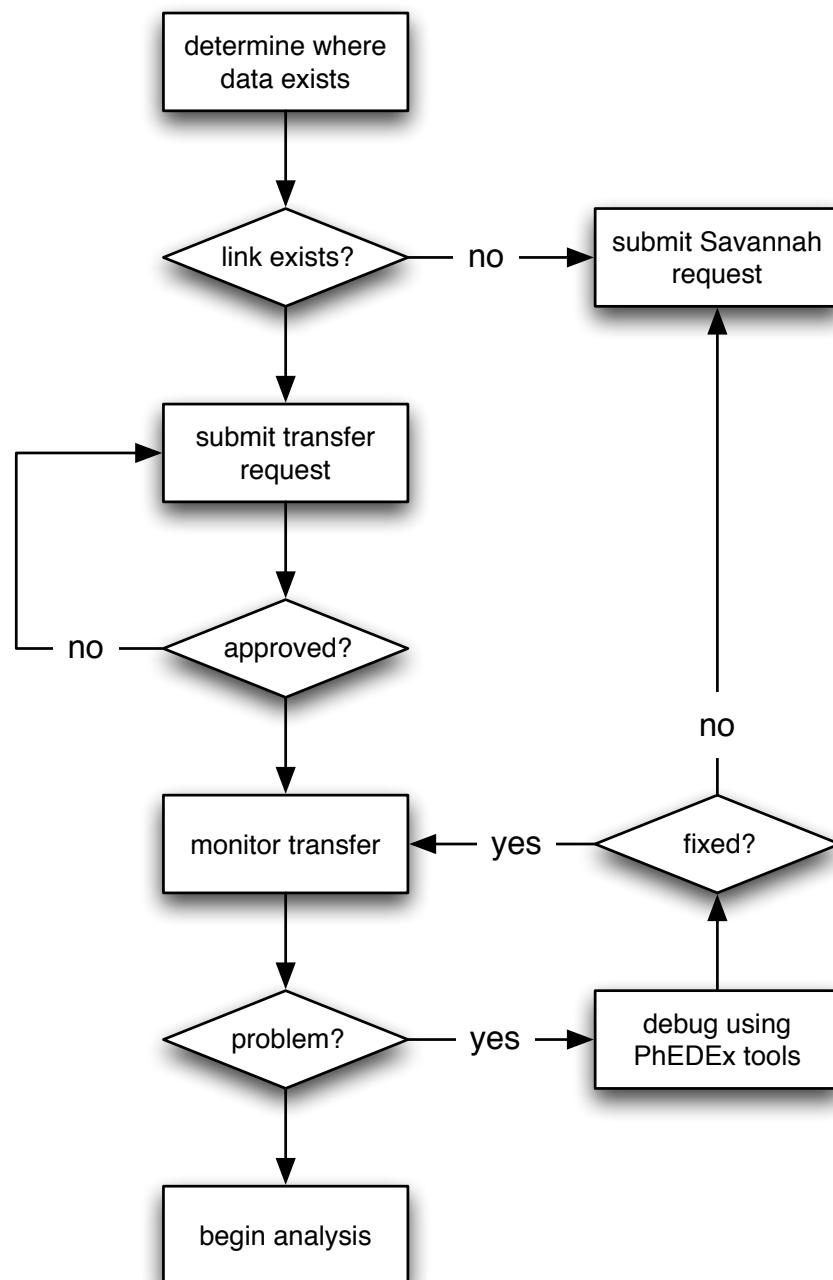 determine where
data exists
link exists?
no
submit Savannah
request
submit transfer
request
no
approved?
no
monitor transfer
yes
fixed?
problem?
yes
debug using
PhEDEx tools
begin analysis